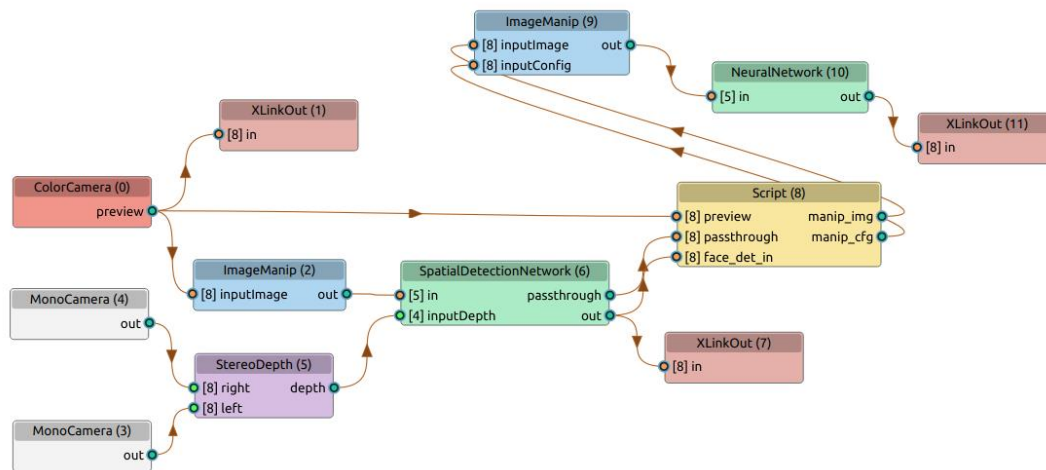 ImageManip (9)
[8] inputImage out
[8] inputConfig
NeuralNetwork (10)
[5] in out
XLinkOut (1)
[8] in
XLinkOut (11)
[8] in
ColorCamera (0)
preview
Script (8)
[8] preview manip_img
[8] passthrough manip_cfg
[8] face_det_in
ImageManip (2)
[8] inputImage out
SpatialDetectionNetwork (6)
[5] in passthrough
[4] inputDepth out
MonoCamera (4)
out
XLinkOut (7)
[8] in
StereoDepth (5)
[8] right depth
[8] left
MonoCamera (3)
out